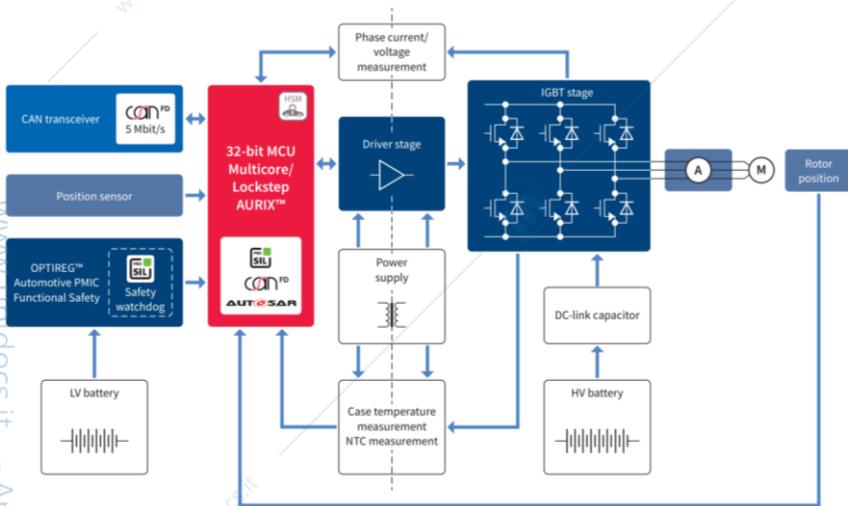 Phase current/
voltage
measurement
CAN transceiver
CAN FD
5 Mbit/s
HSM
32-bit MCU
Multicore/
Lockstep
AURIX™
Driver stage
IGBT stage
A
M
Rotor
position
Position sensor
OPTIREG™
Automotive PMIC
Functional Safety
PRO
SIL
Safety
watchdog
PRO
SIL
CAN FD
AUTOSAR
Power
supply
DC-link capacitor
LV battery
Case temperature
measurement
NTC measurement
HV battery